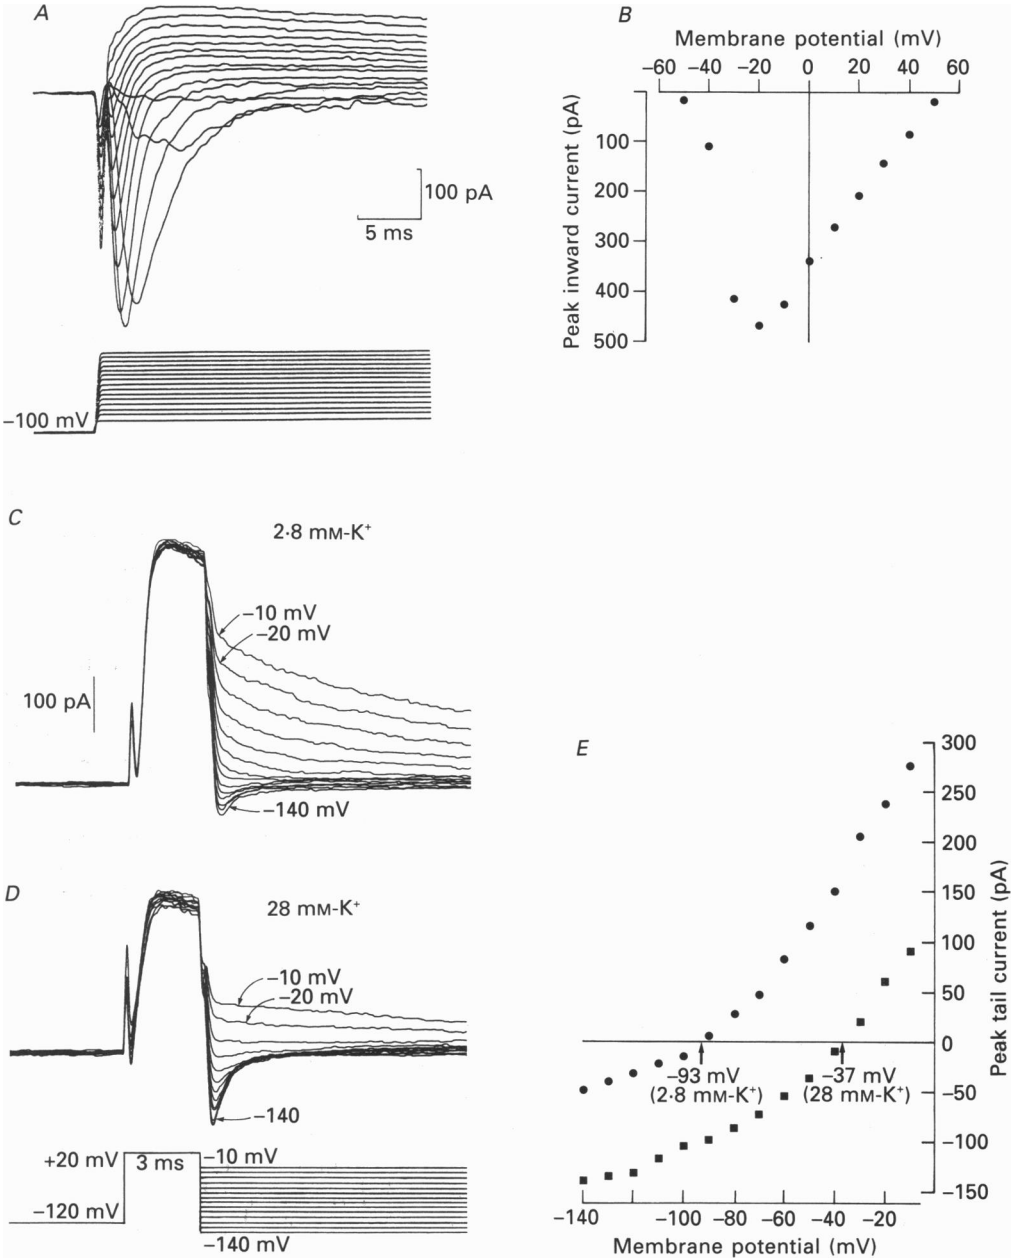 A
100 pA
5 ms
−100 mV
B
Membrane potential (mV)
−60 −40 −20 0 20 40 60
Peak inward current (pA)
100
200
300
400
500
C
2·8 mM-K⁺
−10 mV
−20 mV
100 pA
−140 mV
D
28 mM-K⁺
−10 mV
−20 mV
−140
+20 mV
3 ms
−10 mV
−120 mV
−140 mV
E
300
250
200
150
100
50
0
−50
−100
−150
Peak tail current (pA)
−93 mV
(2·8 mM-K⁺)
−37 mV
(28 mM-K⁺)
−140 −100 −80 −60 −40 −20
Membrane potential (mV)